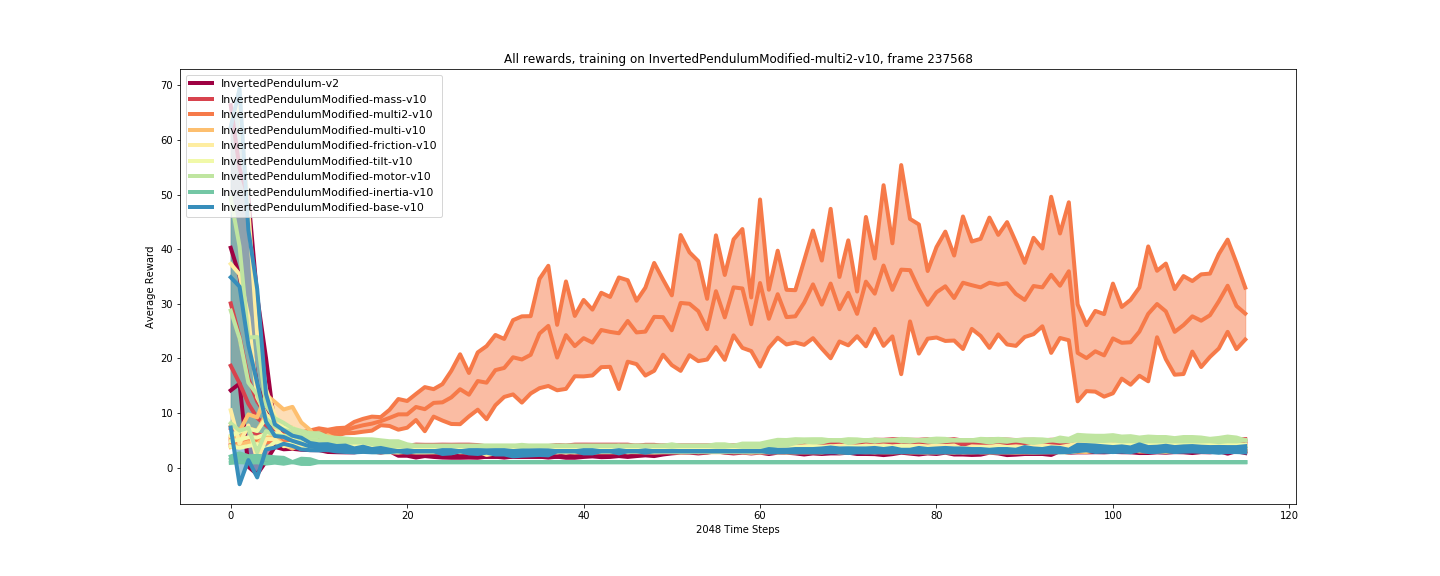 All rewards, training on InvertedPendulumModified-multi2-v10, frame 237568
InvertedPendulum-v2
InvertedPendulumModified-mass-v10
InvertedPendulumModified-multi2-v10
InvertedPendulumModified-multi-v10
InvertedPendulumModified-friction-v10
InvertedPendulumModified-tilt-v10
InvertedPendulumModified-motor-v10
InvertedPendulumModified-inertia-v10
InvertedPendulumModified-base-v10
Average Reward
70
60
50
40
30
20
10
0
0 20 40 60 80 100 120
2048 Time Steps